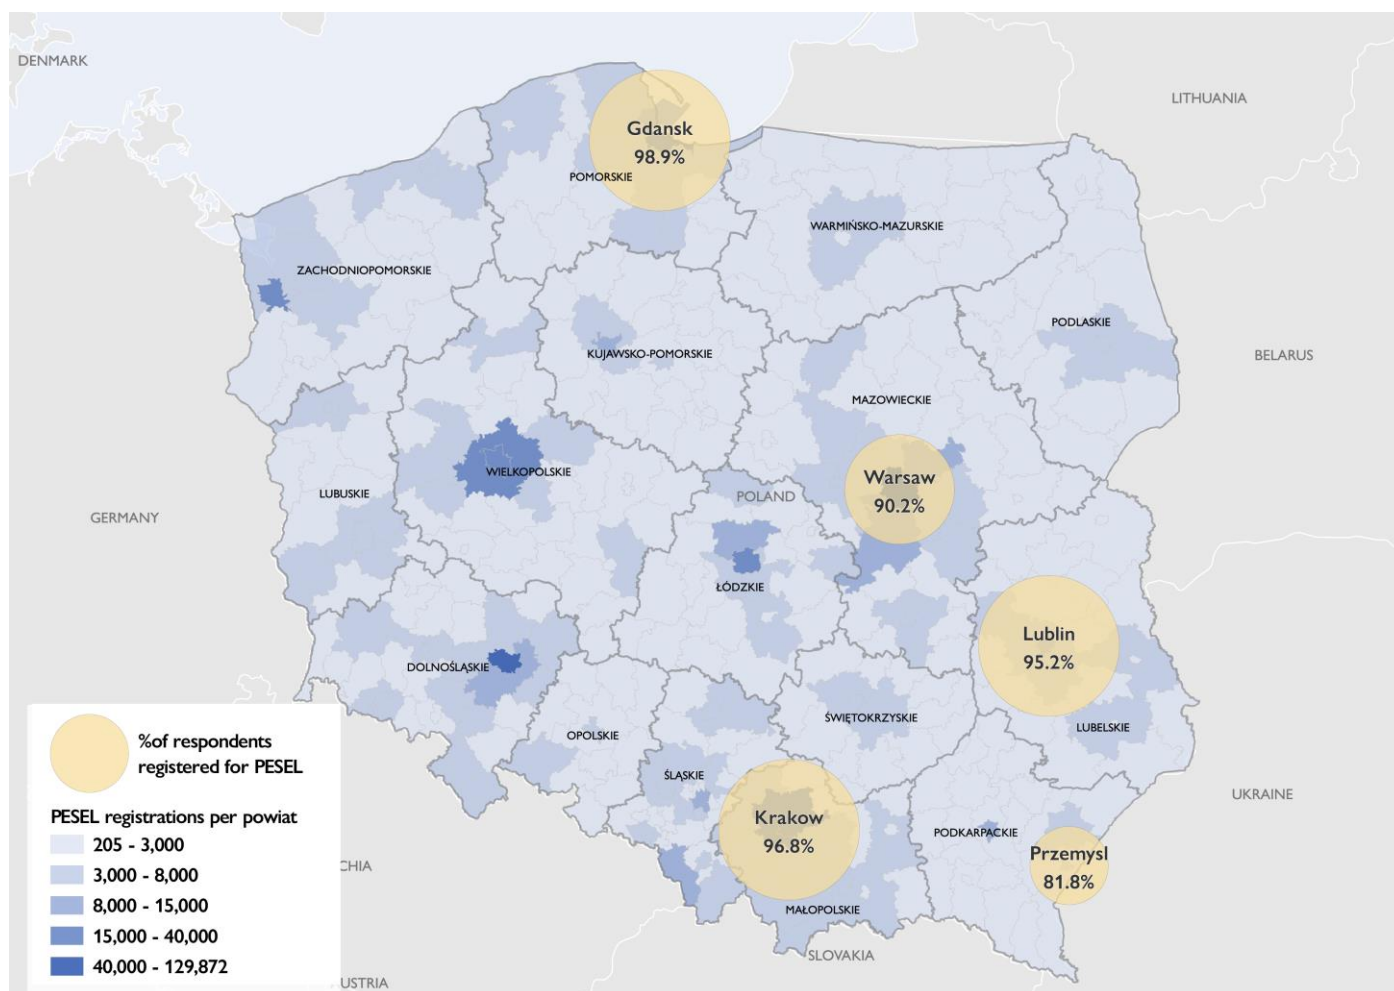 DENMARK
LITHUANIA
Gdansk
98.9%
POMORSKIE
WARMIŃSKO-MAZURSKIE
ZACHODNIOPOMORSKIE
PODLASKIE
KUJAWSKO-POMORSKIE
BELARUS
MAZOWIECKIE
WIELKOPOLSKIE
Warsaw
90.2%
LUBUSKIE
POLAND
GERMANY
ŁÓDZKIE
Lublin
95.2%
DOLNOŚLĄSKIE
ŚWIĘTOKRZYSKIE
LUBELSKIE
OPOLSKIE
ŚLĄSKIE
UKRAINE
Krakow
96.8%
PODKARPACKIE
Przemysl
81.8%
MAŁOPOLSKIE
SLOVAKIA
%of respondents
registered for PESEL
PESEL registrations per powiat
205 - 3,000
3,000 - 8,000
8,000 - 15,000
15,000 - 40,000
40,000 - 129,872
CHIA
USTRIA